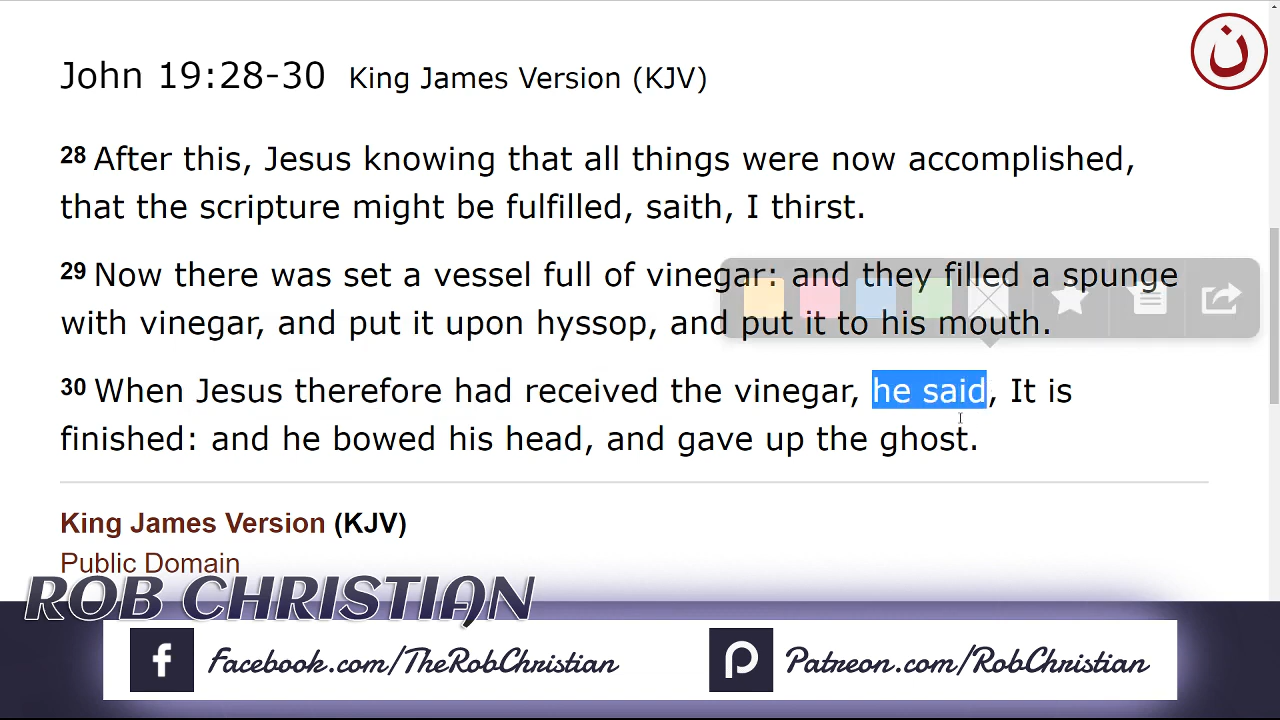 John 19:28-30 King James Version (KJV)
ن
28 After this, Jesus knowing that all things were now accomplished,
that the scripture might be fulfilled, saith, I thirst.
29 Now there was set a vessel full of vinegar: and they filled a spunge
with vinegar, and put it upon hyssop, and put it to his mouth.
30 When Jesus therefore had received the vinegar, he said, It is
finished: and he bowed his head, and gave up the ghost.
King James Version (KJV)
Public Domain
ROB CHRISTIAN
f Facebook.com/TheRobChristian
Patreon.com/RobChristian